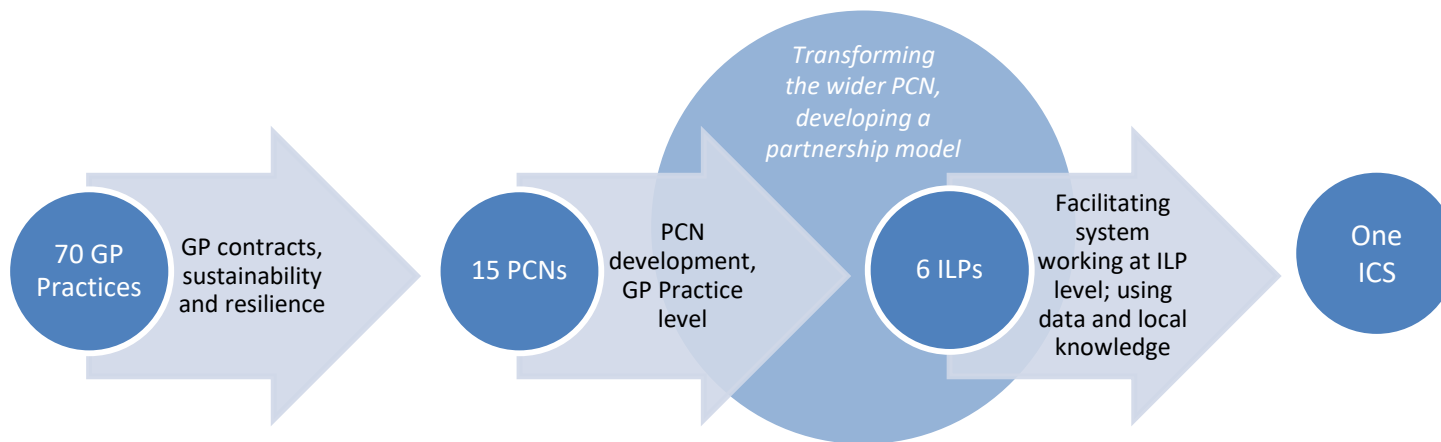 70 GP
Practices
GP contracts,
sustainability
and resilience
15 PCNs
PCN
development,
GP Practice
level
Transforming
the wider PCN,
developing a
partnership model
6 ILPs
Facilitating
system
working at ILP
level; using
data and local
knowledge
One
ICS